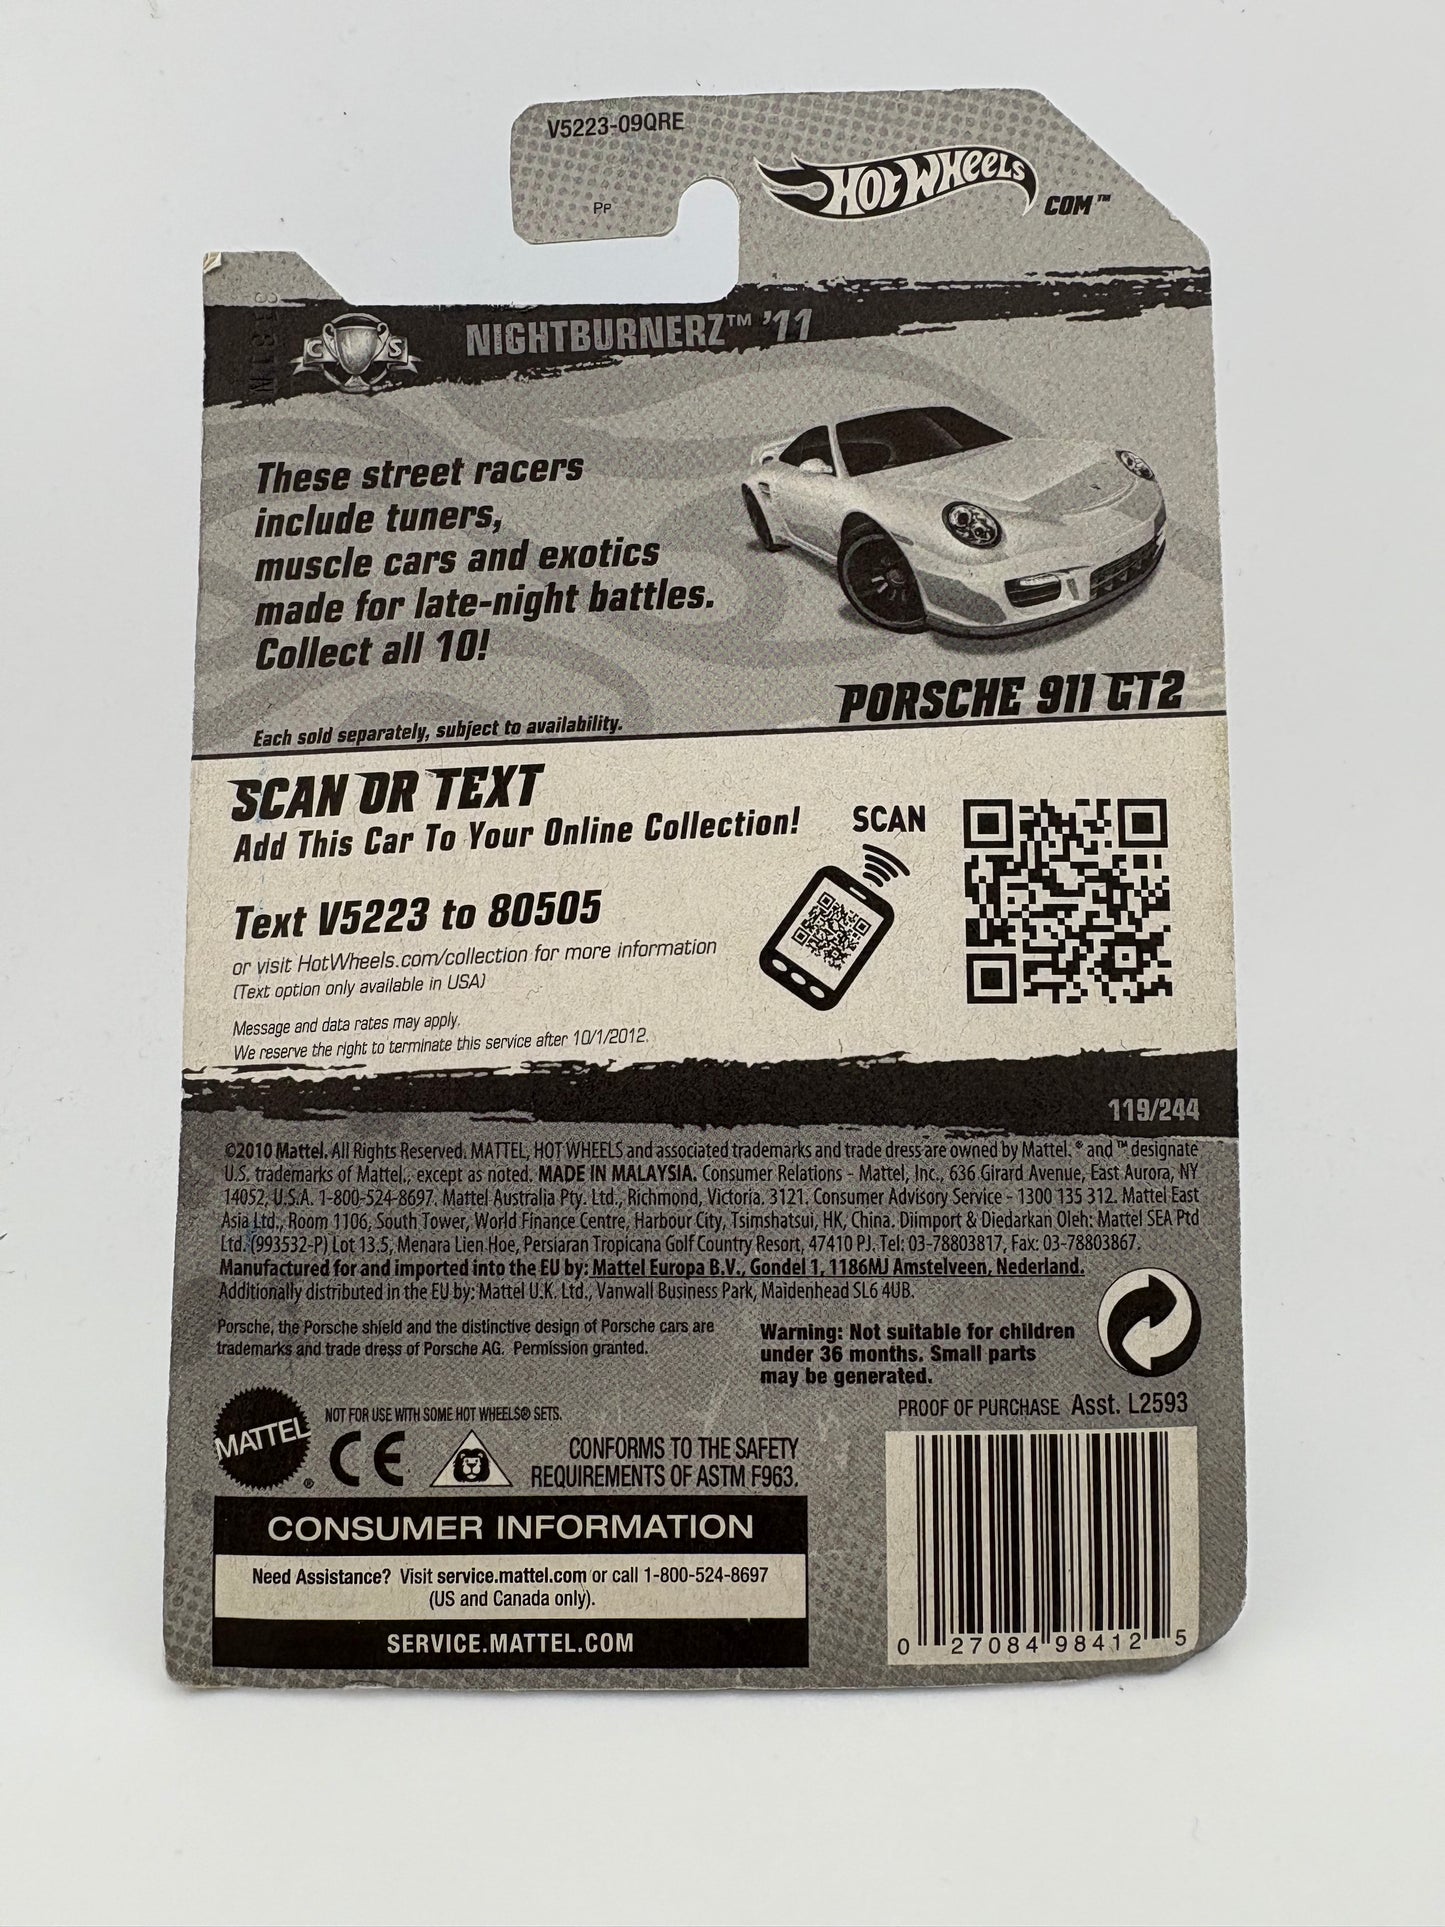 V5223-09QRE
PP
HOT WHEELS
COM™
C S
NIGHTBURNERZ™ '11
These street racers
include tuners,
muscle cars and exotics
made for late-night battles.
Collect all 10!
PORSCHE 911 GT2
Each sold separately, subject to availability.
SCAN OR TEXT
Add This Car To Your Online Collection!
SCAN
Text V5223 to 80505
or visit HotWheels.com/collection for more information
(Text option only available in USA)
Message and data rates may apply.
We reserve the right to terminate this service after 10/1/2012.
119/244
©2010 Mattel. All Rights Reserved. MATTEL, HOT WHEELS and associated trademarks and trade dress are owned by Mattel. ® and ™ designate
U.S. trademarks of Mattel., except as noted. MADE IN MALAYSIA. Consumer Relations - Mattel, Inc., 636 Girard Avenue, East Aurora, NY
14052, U.S.A. 1-800-524-8697. Mattel Australia Pty. Ltd., Richmond, Victoria. 3121. Consumer Advisory Service - 1300 135 312. Mattel East
Asia Ltd., Room 1106, South Tower, World Finance Centre, Harbour City, Tsimshatsui, HK, China. Diimport & Diedarkan Oleh: Mattel SEA Ptd
Ltd. (993532-P) Lot 13.5, Menara Lien Hoe, Persiaran Tropicana Golf Country Resort, 47410 PJ. Tel: 03-78803817, Fax: 03-78803867.
Manufactured for and imported into the EU by: Mattel Europa B.V., Gondel 1, 1186MJ Amstelveen, Nederland.
Additionally distributed in the EU by: Mattel U.K. Ltd., Vanwall Business Park, Maidenhead SL6 4UB.
Porsche, the Porsche shield and the distinctive design of Porsche cars are
trademarks and trade dress of Porsche AG. Permission granted.
Warning: Not suitable for children
under 36 months. Small parts
may be generated.
PROOF OF PURCHASE Asst. L2593
MATTEL ®
NOT FOR USE WITH SOME HOT WHEELS® SETS.
CE
CONFORMS TO THE SAFETY
REQUIREMENTS OF ASTM F963.
CONSUMER INFORMATION
Need Assistance? Visit service.mattel.com or call 1-800-524-8697
(US and Canada only).
SERVICE.MATTEL.COM
0 27084 98412 5